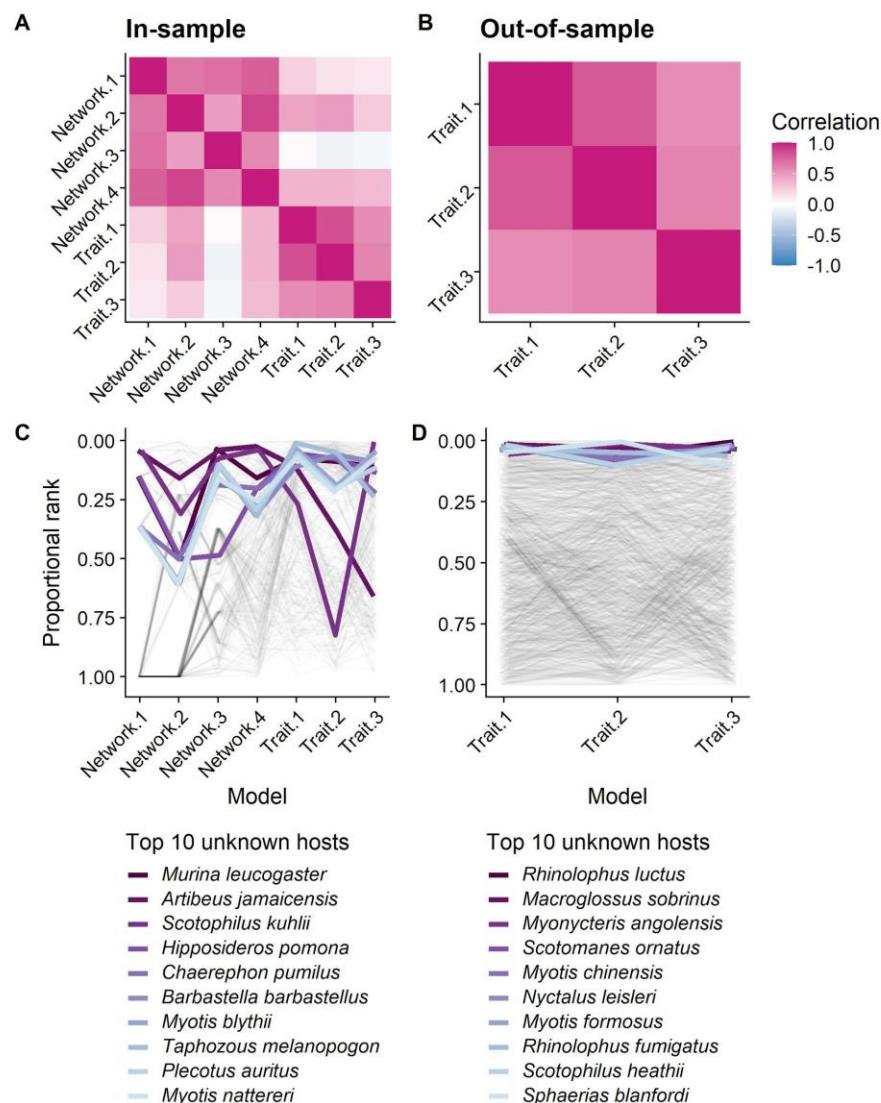 A
In-sample
Network.1
Network.2
Network.3
Network.4
Trait.1
Trait.2
Trait.3
Network.1
Network.2
Network.3
Network.4
Trait.1
Trait.2
Trait.3
B
Out-of-sample
Trait.1
Trait.2
Trait.3
Trait.1
Trait.2
Trait.3
Correlation
1.0
0.5
0.0
-0.5
-1.0
C
Proportional rank
0.00
0.25
0.50
0.75
1.00
Network.1
Network.2
Network.3
Network.4
Trait.1
Trait.2
Trait.3
Model
D
0.00
0.25
0.50
0.75
1.00
Trait.1
Trait.2
Trait.3
Model
Top 10 unknown hosts
Murina leucogaster
Artibeus jamaicensis
Scotophilus kuhlii
Hipposideros pomona
Chaerephon pumilus
Barbastella barbastellus
Myotis blythii
Taphozous melanopogon
Plecotus auritus
Myotis nattereri
Top 10 unknown hosts
Rhinolophus luctus
Macroglossus sobrinus
Myonycteris angolensis
Scotomanes ornatus
Myotis chinensis
Nyctalus leisleri
Myotis formosus
Rhinolophus fumigatus
Scotophilus heathii
Sphaerias blanfordi